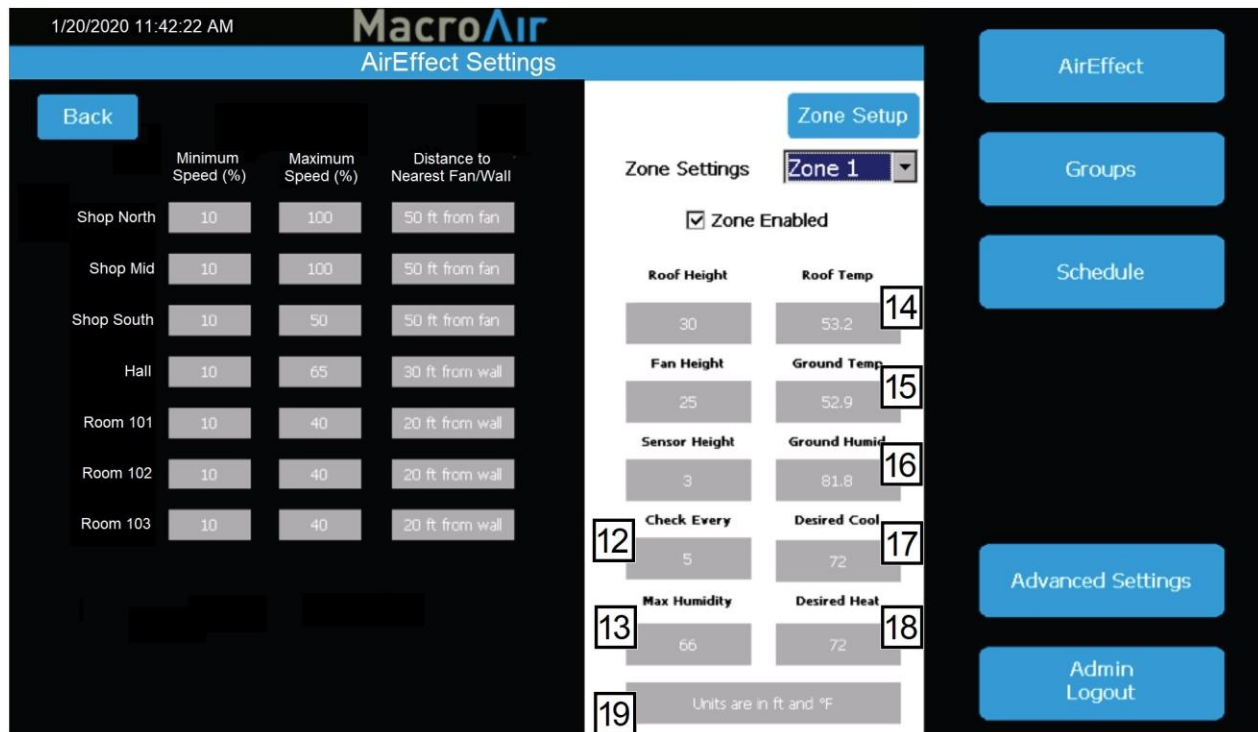 1/20/2020 11:42:22 AM
MacroAir
AirEffect Settings
Back
Minimum Speed (%)
Maximum Speed (%)
Distance to Nearest Fan/Wall
Shop North 10 100 50 ft from fan
Shop Mid 10 100 50 ft from fan
Shop South 10 50 50 ft from fan
Hall 10 65 30 ft from wall
Room 101 10 40 20 ft from wall
Room 102 10 40 20 ft from wall
Room 103 10 40 20 ft from wall
Zone Setup
Zone Settings Zone 1
Zone Enabled
Roof Height Roof Temp
30 53.2 14
Fan Height Ground Temp
25 52.9 15
Sensor Height Ground Humid
3 81.8 16
Check Every Desired Cool
12 5 72 17
Max Humidity Desired Heat
13 66 72 18
19 Units are in ft and °F
AirEffect
Groups
Schedule
Advanced Settings
Admin
Logout